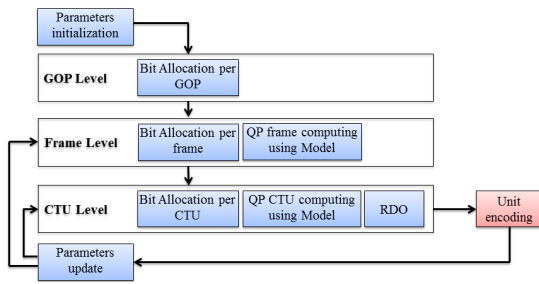 Parameters
initialization
GOP Level
Bit Allocation per
GOP
Frame Level
Bit Allocation per
frame
QP frame computing
using Model
CTU Level
Bit Allocation per
CTU
QP CTU computing
using Model
RDO
Unit
encoding
Parameters
update